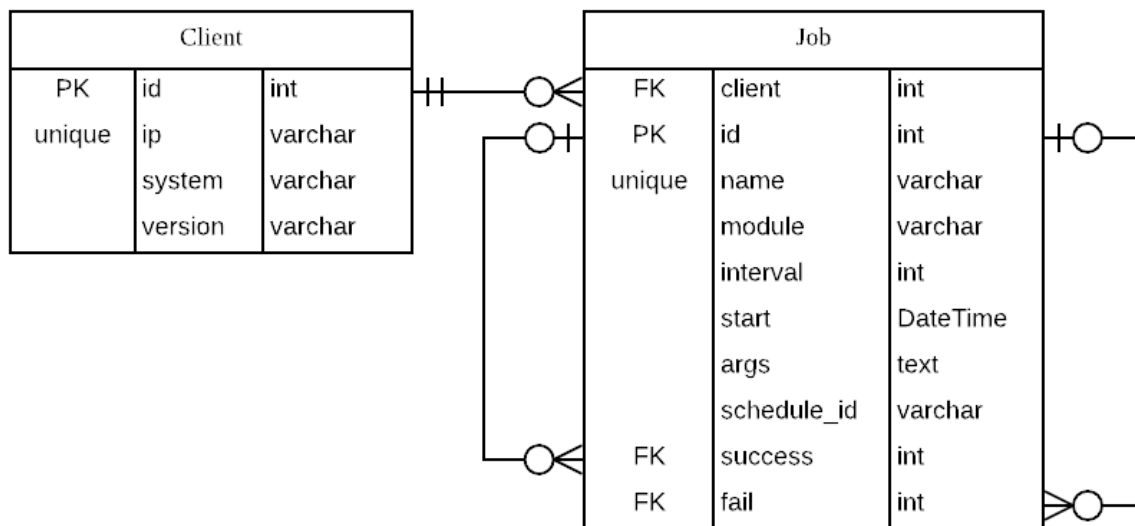 Client
PK id int
unique ip varchar
system varchar
version varchar
Job
FK client int
PK id int
unique name varchar
module varchar
interval int
start DateTime
args text
schedule_id varchar
FK success int
FK fail int